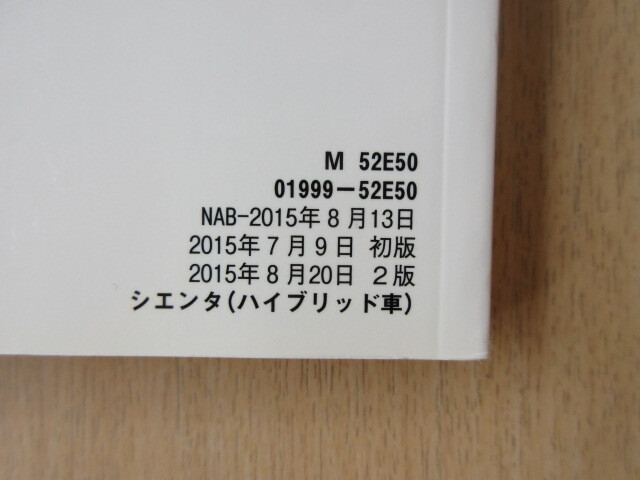 M 52E50
01999-52E50
NAB-2015年8月13日
2015年7月9日 初版
2015年8月20日 2版
シエンタ(ハイブリッド車)